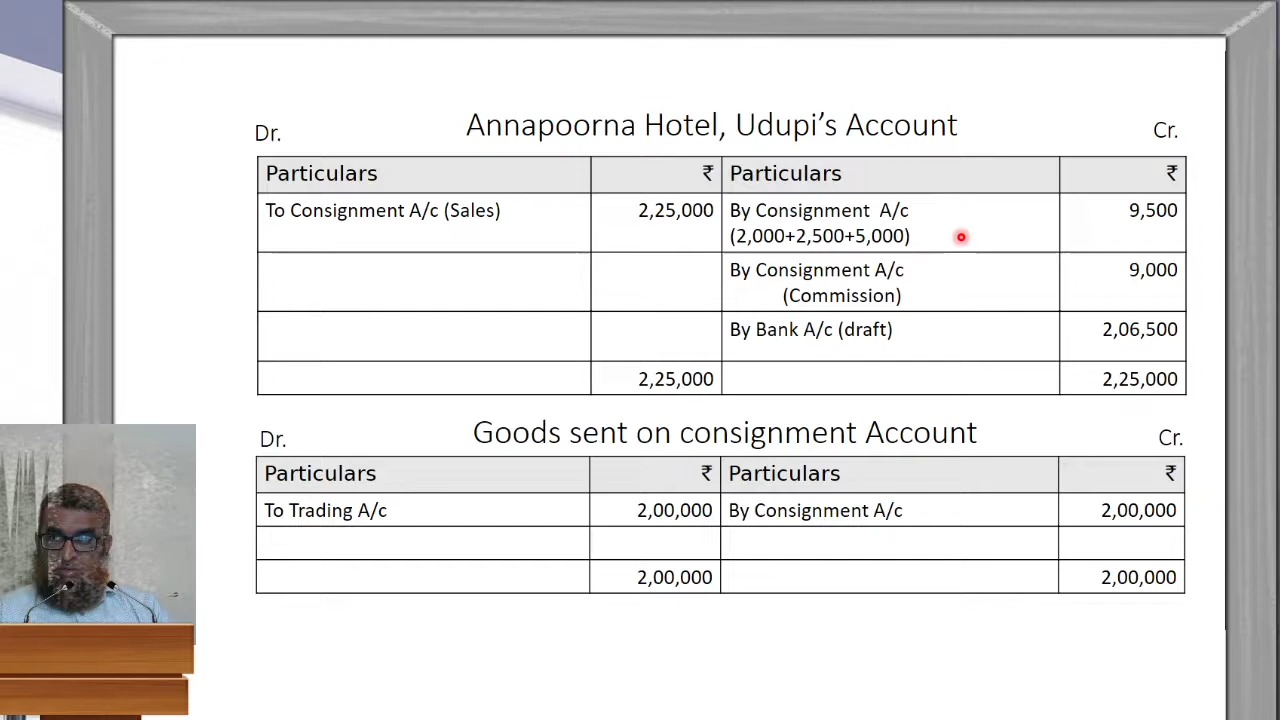 Annapoorna Hotel, Udupi’s Account
Dr. Cr.
Particulars ₹ Particulars ₹
To Consignment A/c (Sales) 2,25,000 By Consignment A/c 9,500
(2,000+2,500+5,000)
By Consignment A/c 9,000
(Commission)
By Bank A/c (draft) 2,06,500
2,25,000 2,25,000
Goods sent on consignment Account
Dr. Cr.
Particulars ₹ Particulars ₹
To Trading A/c 2,00,000 By Consignment A/c 2,00,000
2,00,000 2,00,000